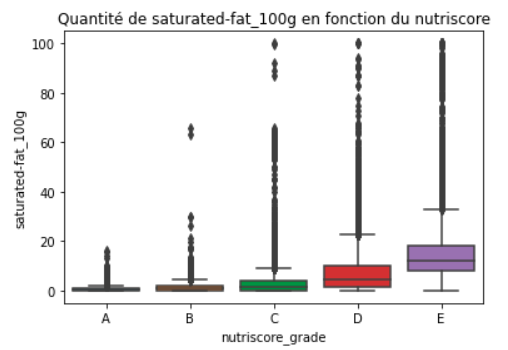 Quantité de saturated-fat_100g en fonction du nutriscore
100
80
60
40
20
0
saturated-fat_100g
A B C D E
nutriscore_grade